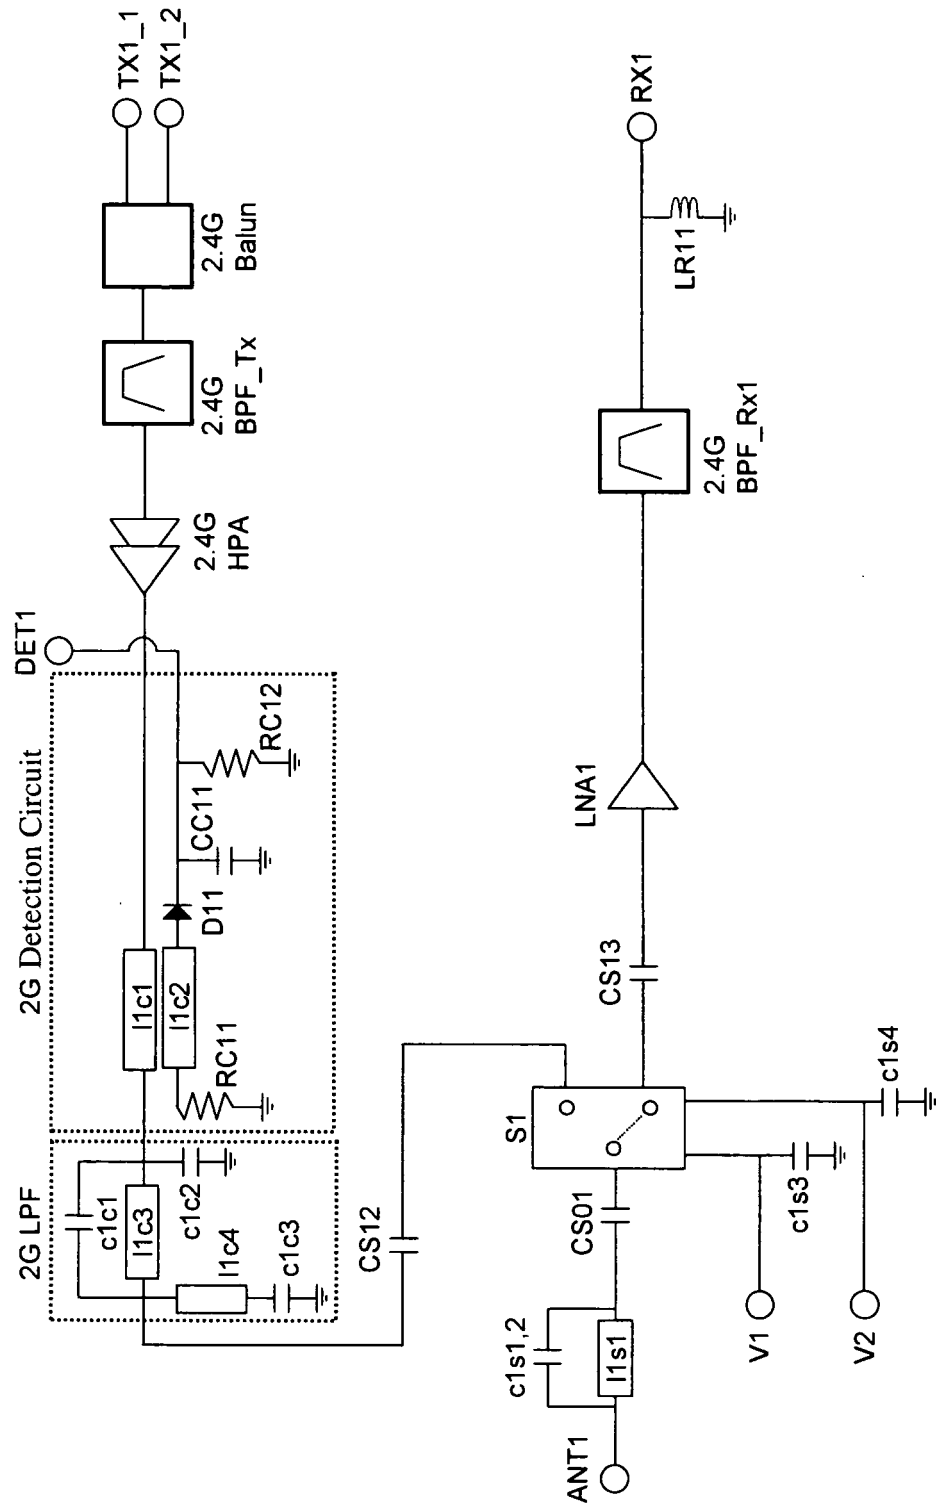 TX1_1
TX1_2
2.4G
Balun
2.4G
BPF_Tx
2.4G
HPA
DET1
2G Detection Circuit
RC12
CC11
D11
l1c1
l1c2
RC11
2G LPF
c1c1
l1c3
c1c2
l1c4
c1c3
CS12
RX1
LR11
2.4G
BPF_Rx1
LNA1
CS13
S1
CS01
c1s1,2
l1s1
ANT1
c1s4
c1s3
V1
V2